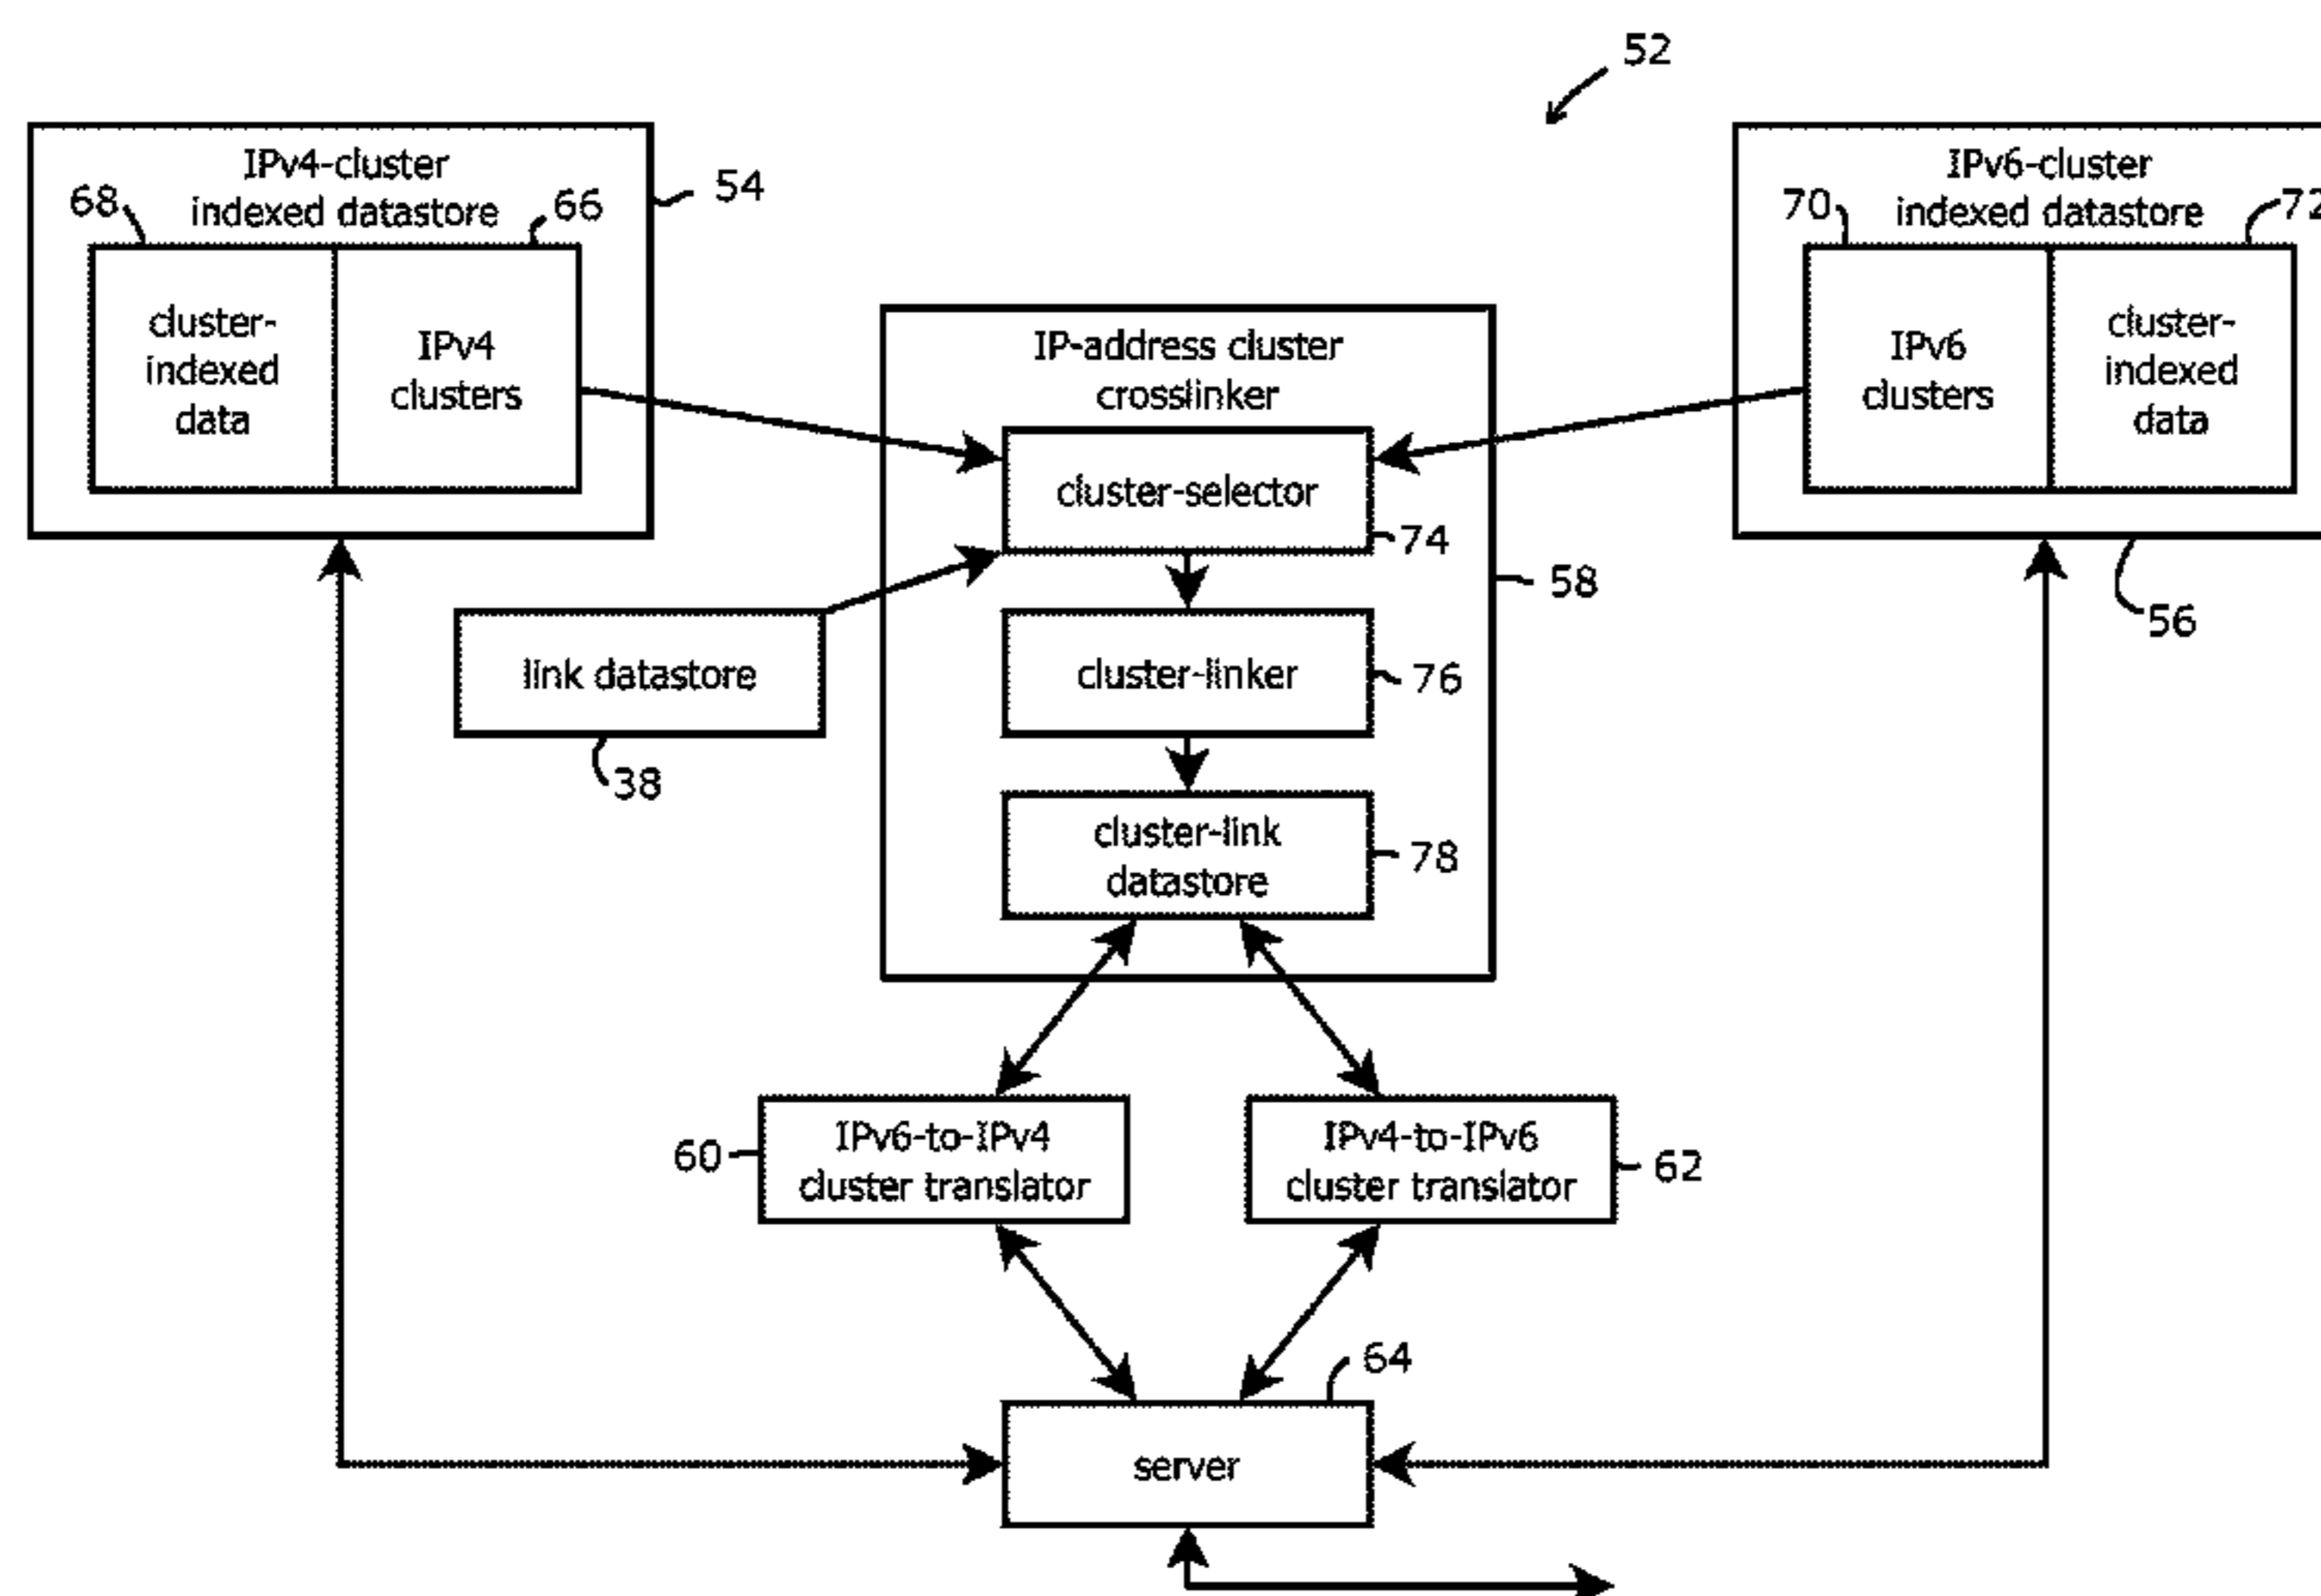 52
IPv4-cluster
indexed datastore
54
68
66
cluster-
indexed
data
IPv4
clusters
IPv6-cluster
indexed datastore
70
72
IPv6
clusters
cluster-
indexed
data
56
IP-address cluster
crosslinker
58
cluster-selector
74
link datastore
38
cluster-linker
76
cluster-link
datastore
78
60
IPv6-to-IPv4
cluster translator
IPv4-to-IPv6
cluster translator
62
64
server